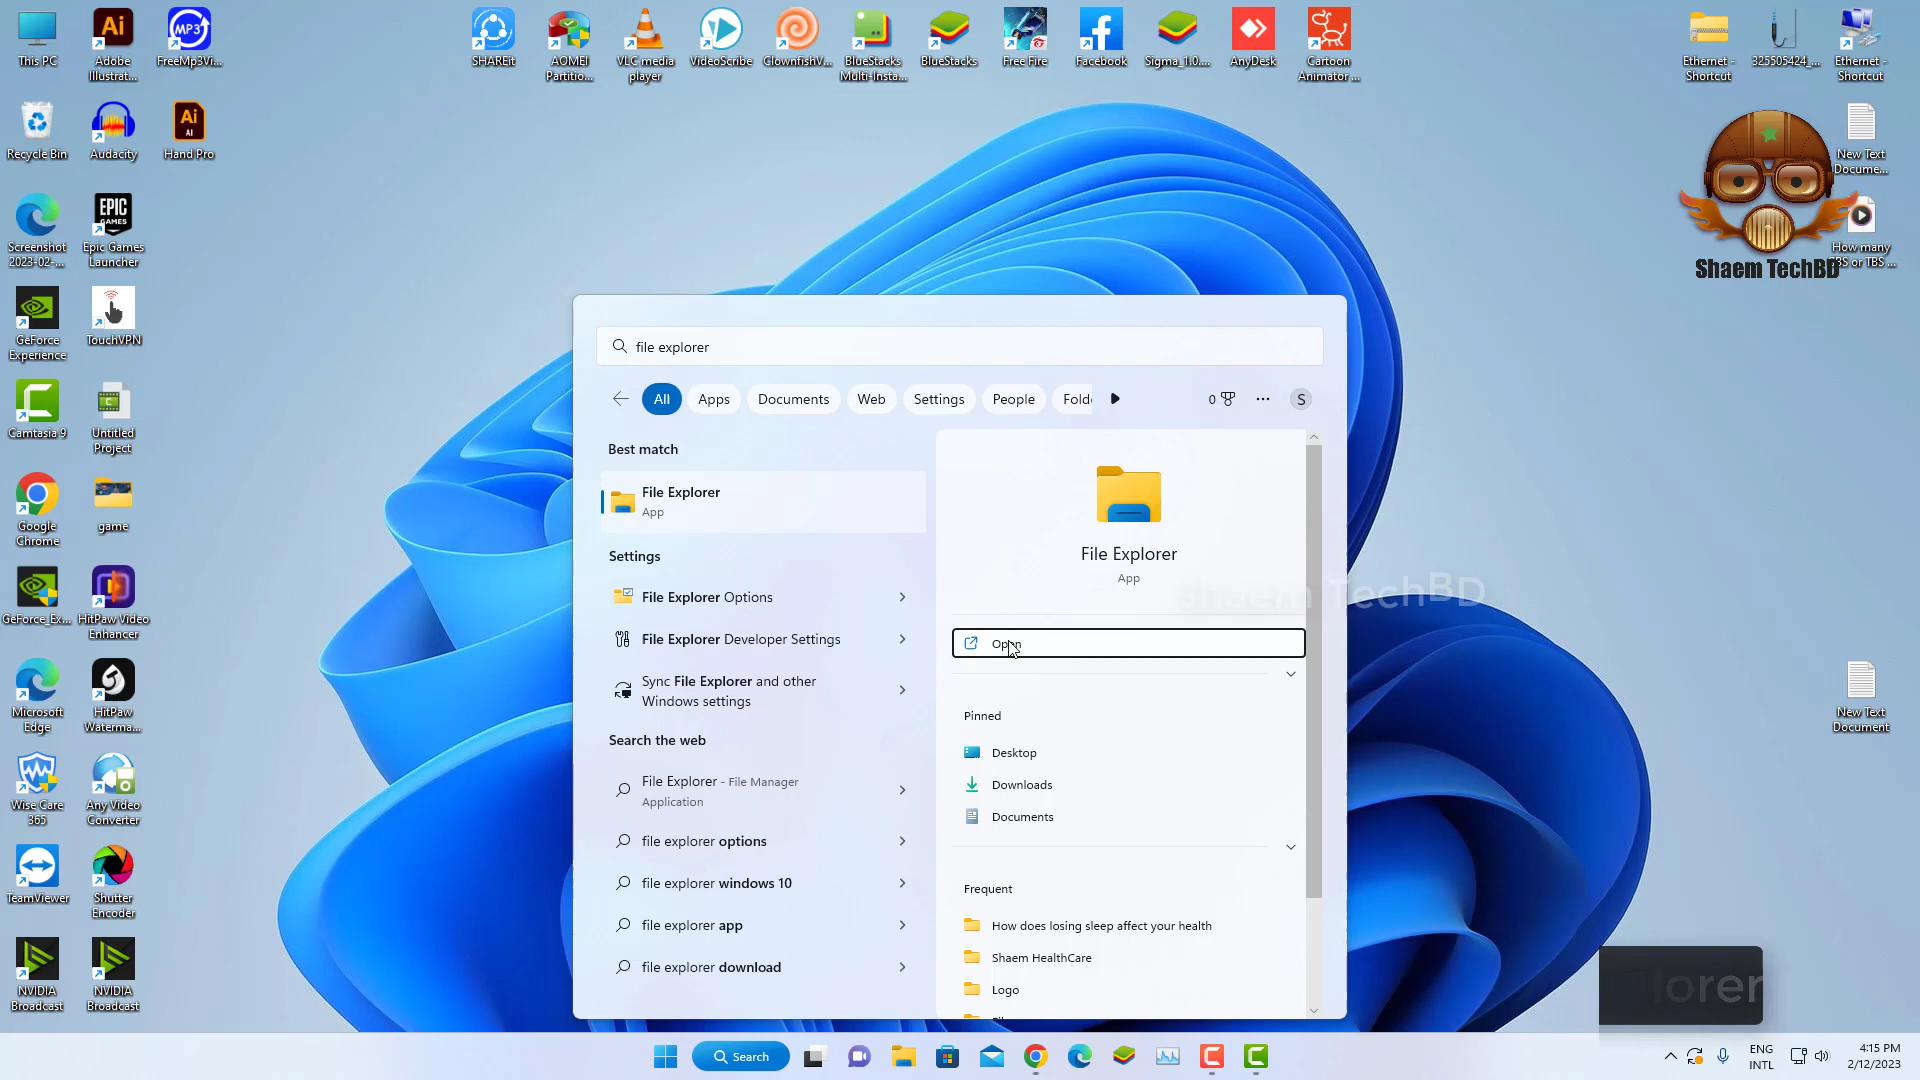 This PC
Adobe
Illustrat...
FreeMp3Vi...
SHAREit
AOMEI
Partitio...
VLC media
player
VideoScribe
ClownfishV...
BlueStacks
Multi-Insta...
BlueStacks
Free Fire
Facebook
Sigma_1.0....
AnyDesk
Cartoon
Animator ...
Ethernet -
Shortcut
325505424_...
Ethernet -
Shortcut
Recycle Bin
Audacity
Hand Pro
New Text
Docume...
Screenshot
2023-02-...
Epic Games
Launcher
How many
Shaem TechBD
GeForce
Experience
TouchVPN
Camtasia 9
Untitled
Project
Google
Chrome
game
GeForce_Ex...
HitPaw Video
Enhancer
Microsoft
Edge
HitPaw
Waterma...
New Text
Document
Wise Care
365
Any Video
Converter
TeamViewer
Shutter
Encoder
NVIDIA
Broadcast
NVIDIA
Broadcast
file explorer
All
Apps
Documents
Web
Settings
People
Folde
0
S
Best match
File Explorer
App
Settings
File Explorer Options
File Explorer Developer Settings
Sync File Explorer and other
Windows settings
Search the web
File Explorer - File Manager
Application
file explorer options
file explorer windows 10
file explorer app
file explorer download
File Explorer
App
Shaem TechBD
Open
Pinned
Desktop
Downloads
Documents
Frequent
How does losing sleep affect your health
Shaem HealthCare
Logo
lorer
Search
ENG
INTL
4:15 PM
2/12/2023